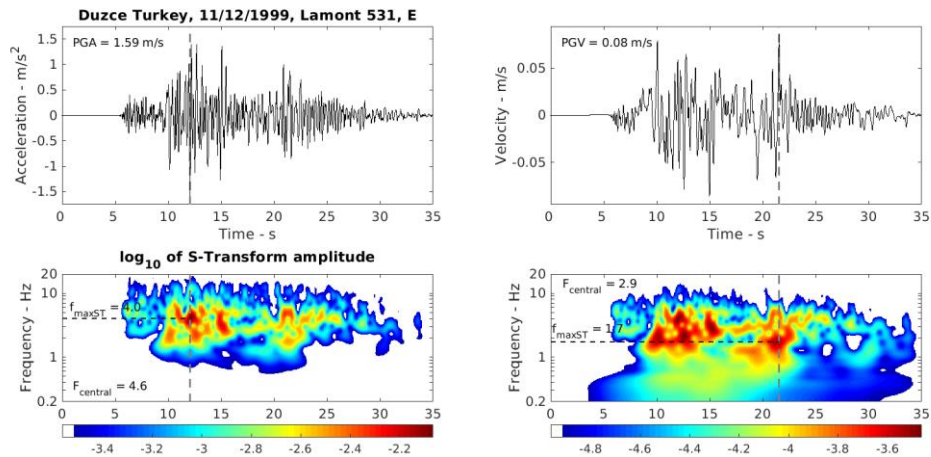 Duzce Turkey, 11/12/1999, Lamont 531, E
PGA = 1.59 m/s
Acceleration - m/s²
1.5
1
0.5
0
-0.5
-1
-1.5
0 5 10 15 20 25 30 35
Time - s
PGV = 0.08 m/s
Velocity - m/s
0.05
0
-0.05
0 5 10 15 20 25 30 35
Time - s
log₁₀ of S-Transform amplitude
Frequency - Hz
20
10
1
0.2
f_maxST = 4.0
F_central = 4.6
0 5 10 15 20 25 30 35
-3.4 -3.2 -3 -2.8 -2.6 -2.4 -2.2
Frequency - Hz
20
10
1
0.2
F_central = 2.9
f_maxST = 1.7
0 5 10 15 20 25 30 35
-4.8 -4.6 -4.4 -4.2 -4 -3.8 -3.6